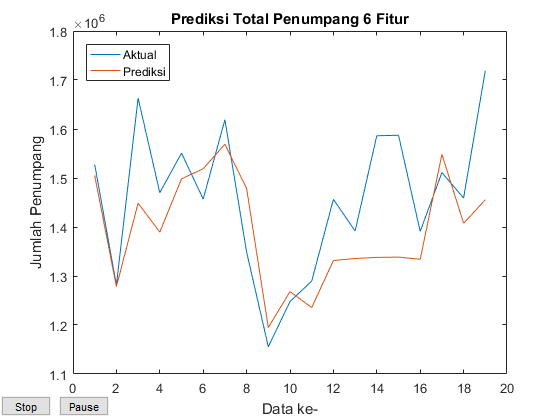 Prediksi Total Penumpang 6 Fitur
×10^6
Aktual
Prediksi
Jumlah Penumpang
1.8
1.7
1.6
1.5
1.4
1.3
1.2
1.1
0 2 4 6 8 10 12 14 16 18 20
Data ke-
Stop Pause